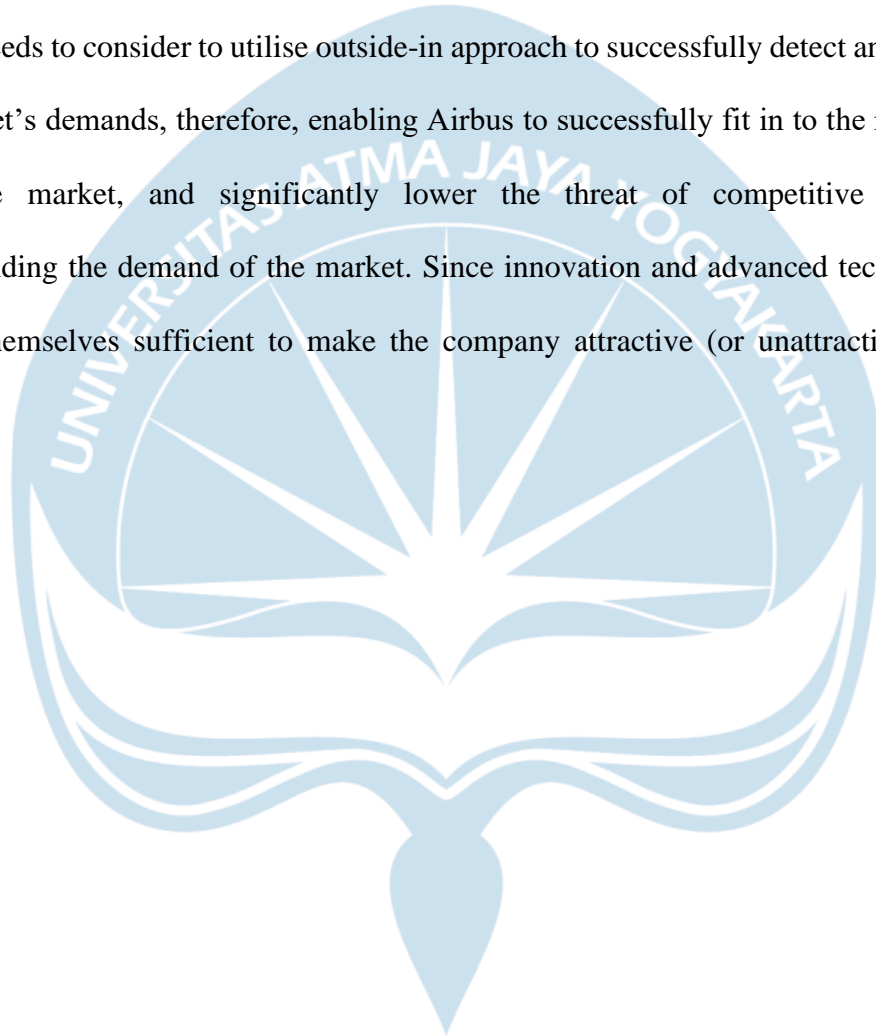 eds to consider to utilise outside-in approach to successfully detect an
et’s demands, therefore, enabling Airbus to successfully fit in to the
e market, and significantly lower the threat of competitive
ding the demand of the market. Since innovation and advanced tec
hemselves sufficient to make the company attractive (or unattracti
UNIVERSITAS ATMA JAYA YOGYAKARTA